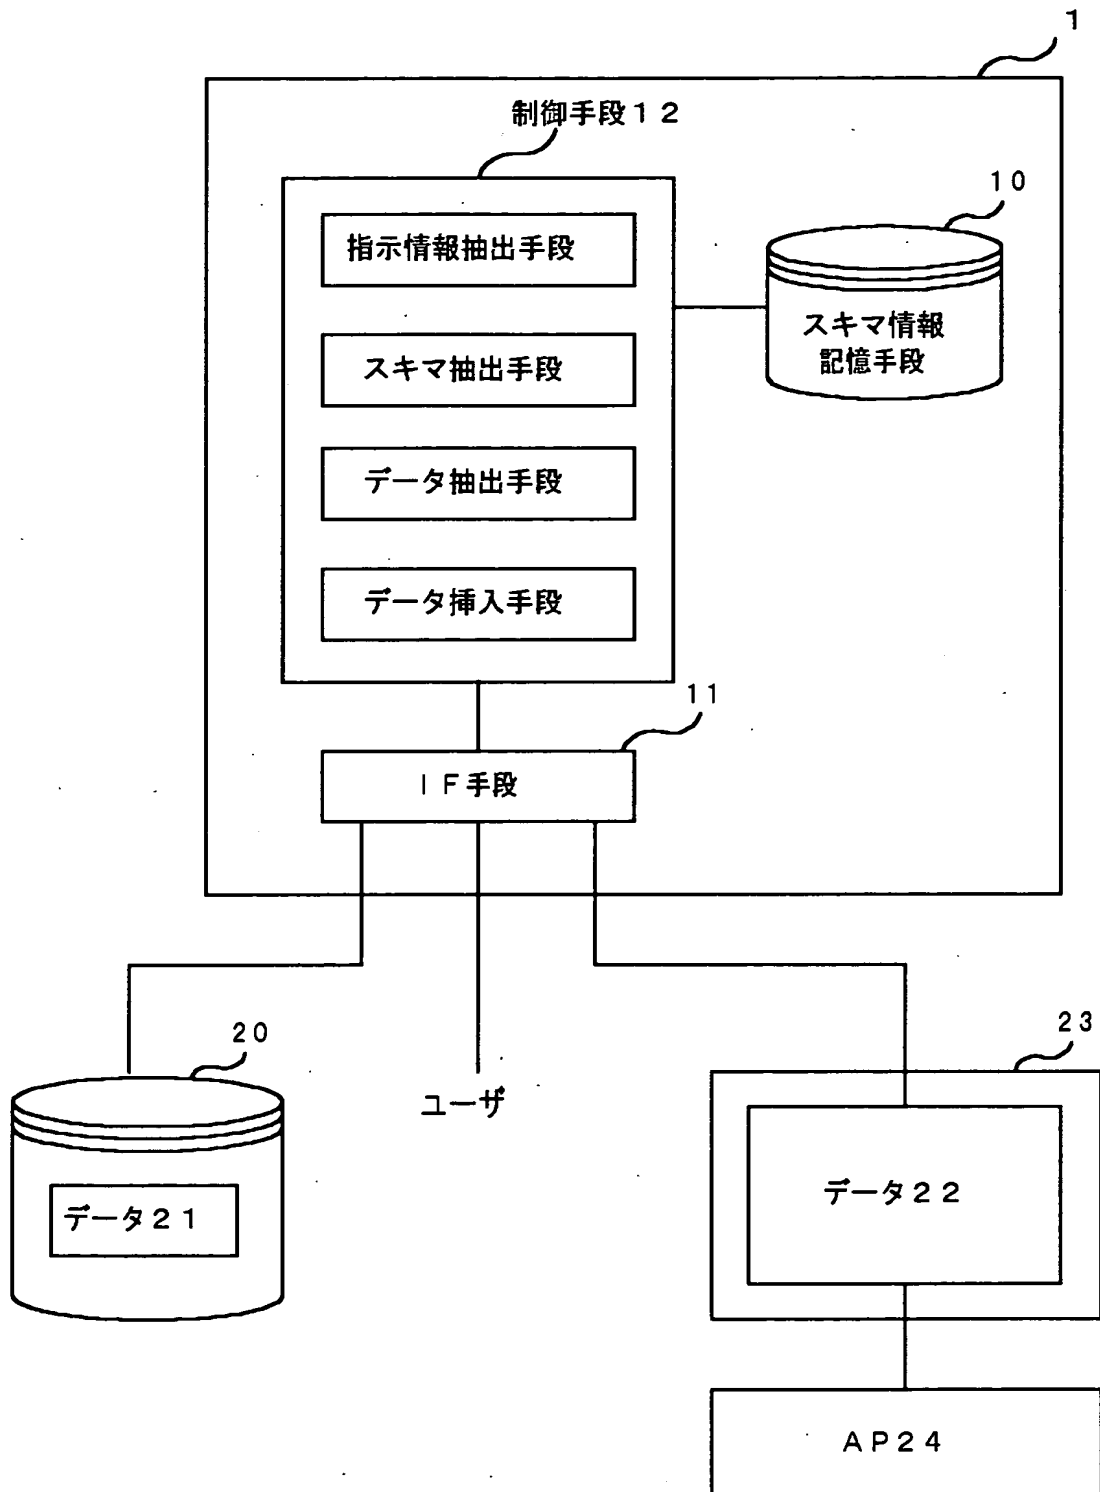 1
制御手段12
10
指示情報抽出手段
スキマ情報
記憶手段
スキマ抽出手段
データ抽出手段
データ挿入手段
11
IF手段
20
ユーザ
23
データ21
データ22
AP24